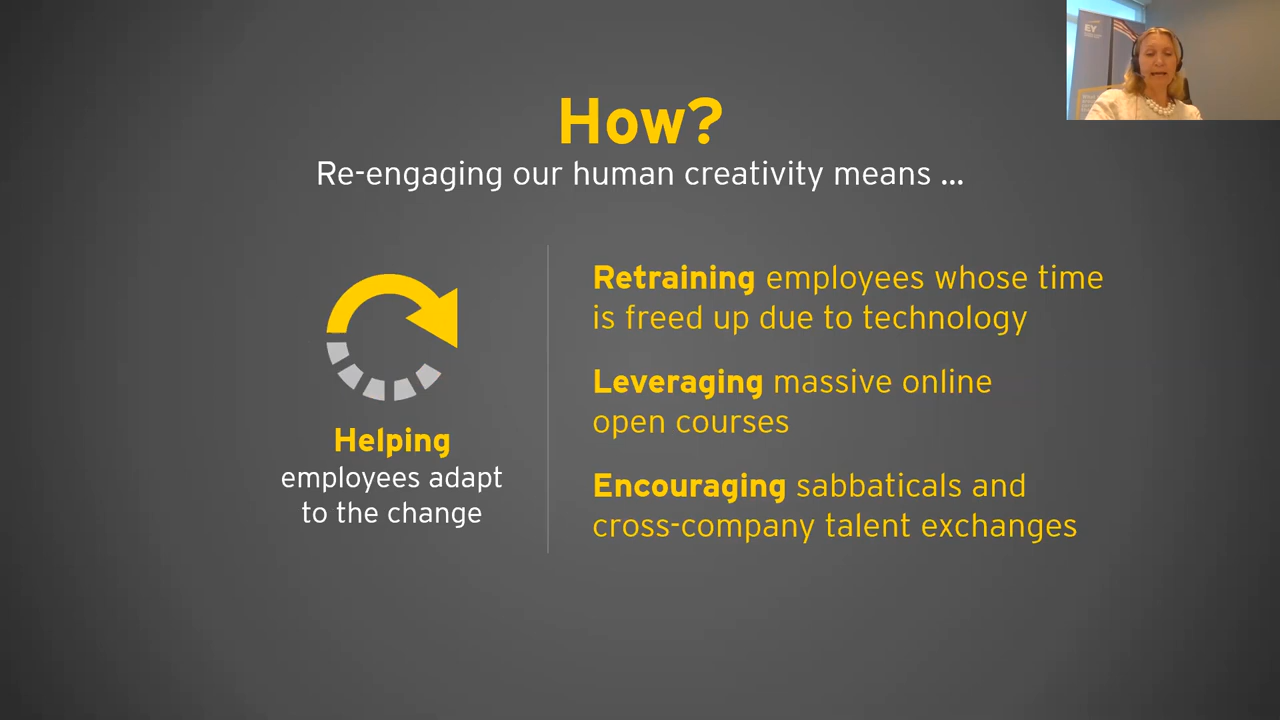 How?
Re-engaging our human creativity means ...
Helping
employees adapt
to the change
Retraining employees whose time
is freed up due to technology
Leveraging massive online
open courses
Encouraging sabbaticals and
cross-company talent exchanges
EY